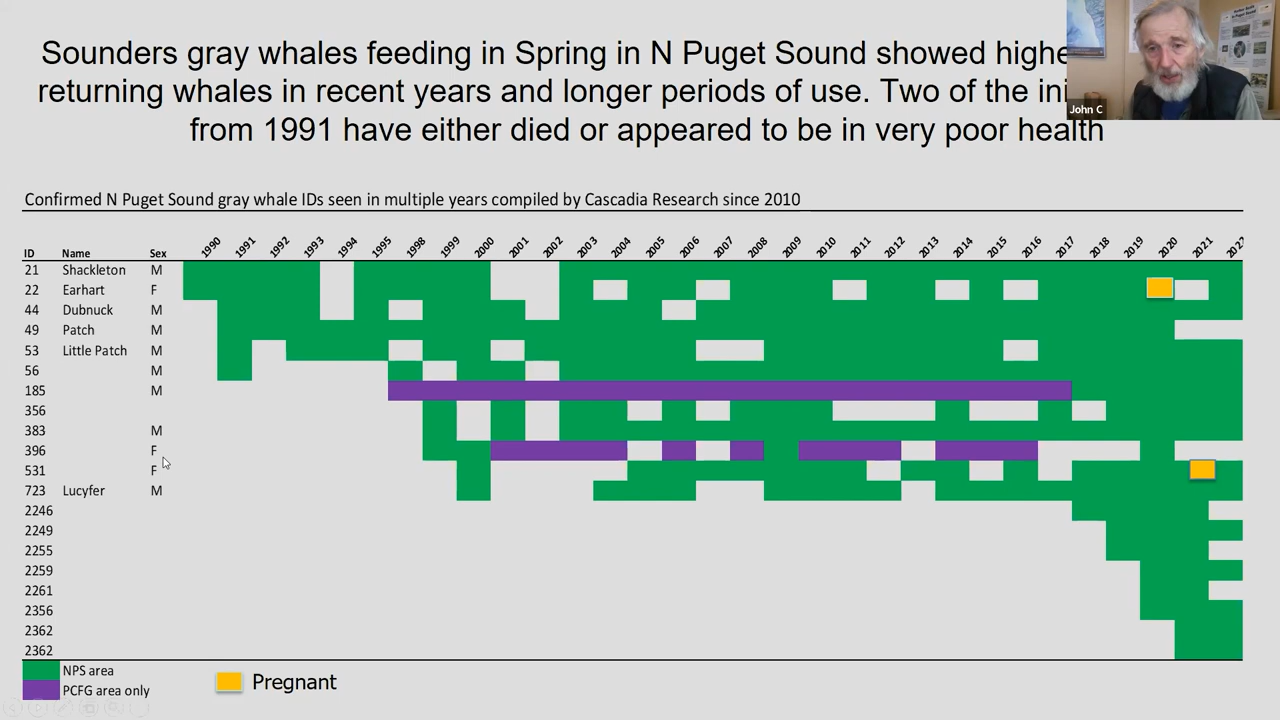 Sounders gray whales feeding in Spring in N Puget Sound showed highe
returning whales in recent years and longer periods of use. Two of the ini
from 1991 have either died or appeared to be in very poor health
John C
Confirmed N Puget Sound gray whale IDs seen in multiple years compiled by Cascadia Research since 2010
ID Name Sex 1990 1991 1992 1993 1994 1995 1998 1999 2000 2001 2002 2003 2004 2005 2006 2007 2008 2009 2010 2011 2012 2013 2014 2015 2016 2017 2018 2019 2020 2021
21 Shackleton M
22 Earhart F
44 Dubnuck M
49 Patch M
53 Little Patch M
56 M
185 M
356
383 M
396 F
531 F
723 Lucyfer M
2246
2249
2255
2259
2261
2356
2362
2362
NPS area
PCFG area only
Pregnant